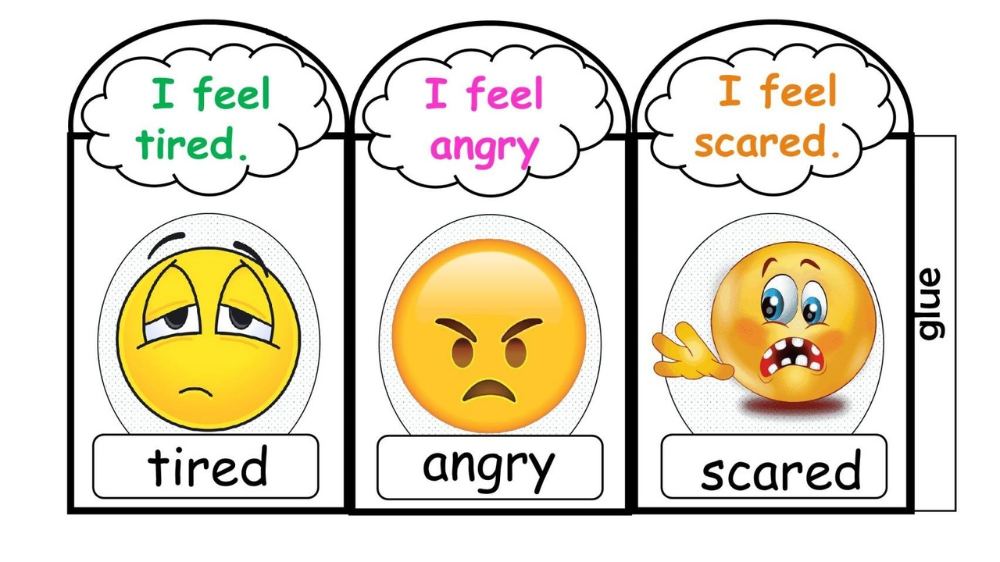 I feel
tired.
I feel
angry
I feel
scared.
tired
angry
scared
glue